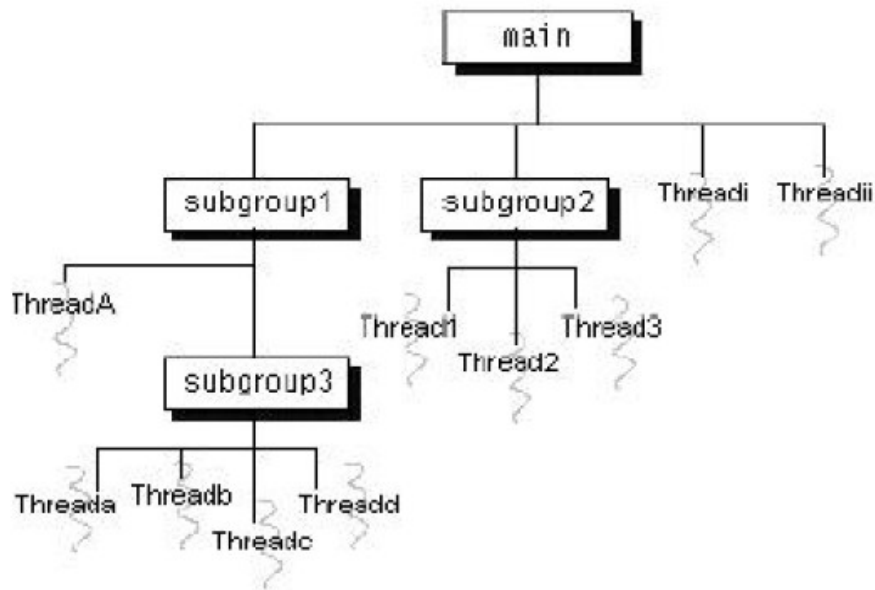 main
subgroup1
subgroup2
Threadi
Threadii
ThreadA
Thread1
Thread2
Thread3
subgroup3
Threada
Threadb
Threadc
Threadd